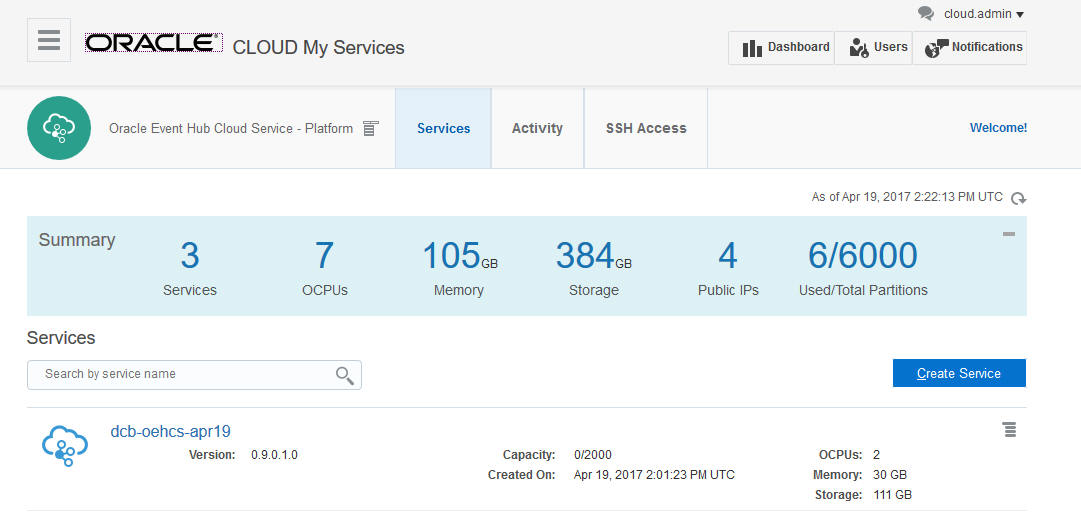 cloud.admin
ORACLE® CLOUD My Services
Dashboard Users Notifications
Oracle Event Hub Cloud Service - Platform Services Activity SSH Access Welcome!
As of Apr 19, 2017 2:22:13 PM UTC
Summary
3 7 105 GB 384 GB 4 6/6000
Services OCPUs Memory Storage Public IPs Used/Total Partitions
Services
Search by service name Create Service
dcb-oehcs-apr19
Version: 0.9.0.1.0 Capacity: 0/2000 OCPUs: 2
Created On: Apr 19, 2017 2:01:23 PM UTC Memory: 30 GB
Storage: 111 GB